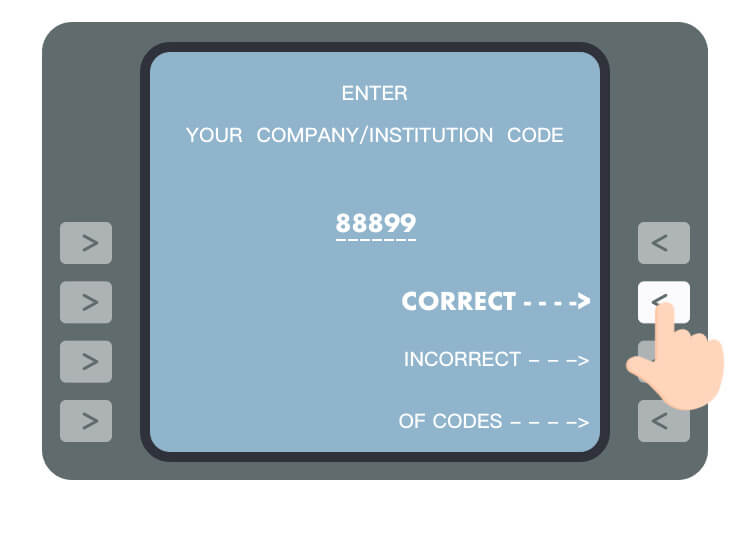 ENTER
YOUR COMPANY/INSTITUTION CODE
88899
CORRECT - - - ->
INCORRECT – – –>
OF CODES – – – –>